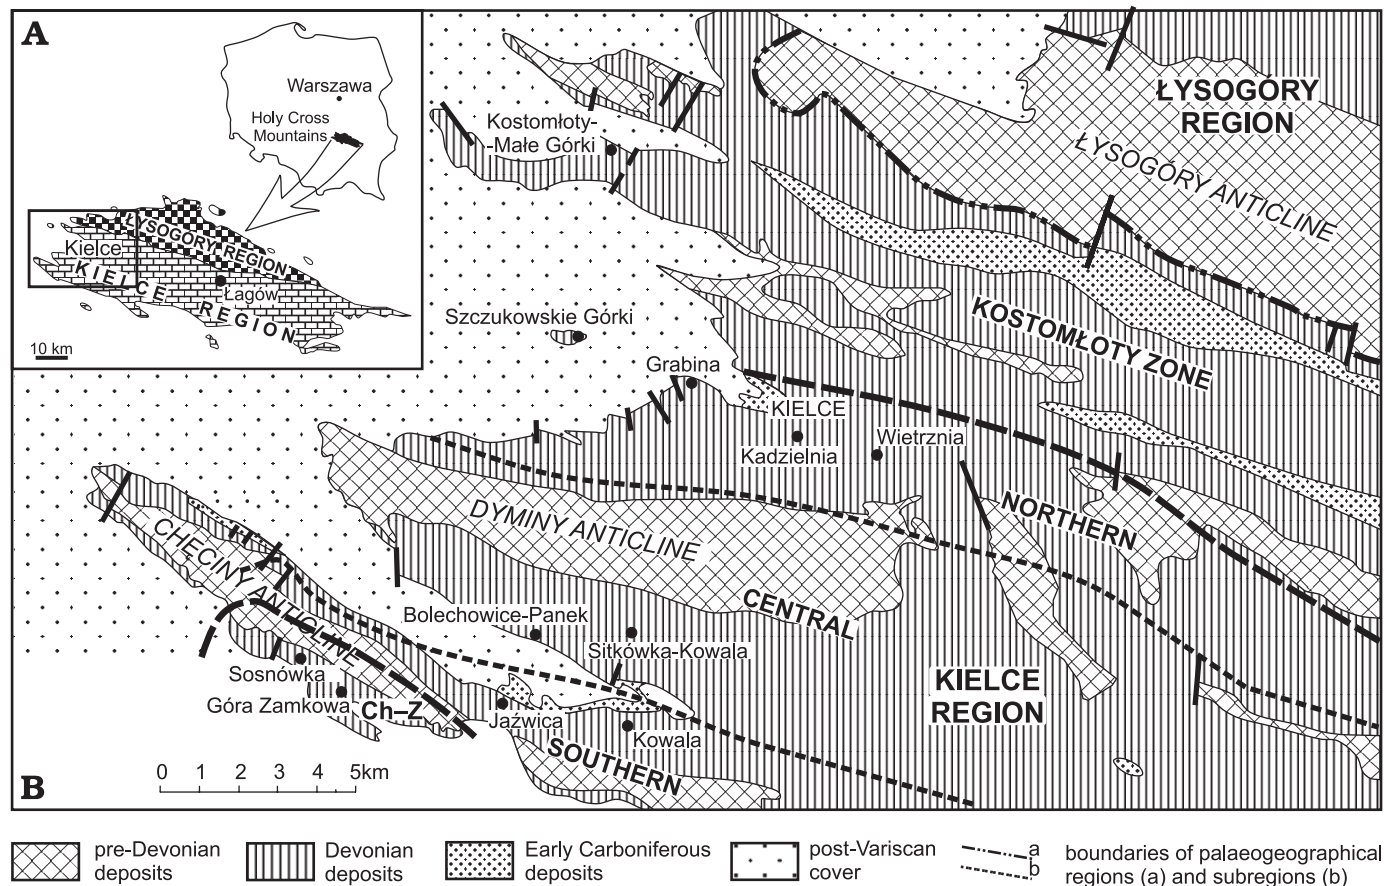 A
Warszawa
Holy Cross
Mountains
ŁYSOGORY REGION
Kielce
KIELCE REGION
Łagów
10 km
Kostomłoty-
-Małe Górki
ŁYSOGÓRY
REGION
ŁYSOGÓRY ANTICLINE
KOSTOMŁOTY ZONE
Szczukowskie Górki
Grabina
KIELCE
Kadzielnia
Wietrznia
NORTHERN
DYMINY ANTICLINE
CENTRAL
CHĘCINY ANTICLINE
Bolechowice-Panek
Sitkówka-Kowala
Sosnówka
Góra Zamkowa
Ch–Z
Jaźwica
Kowala
SOUTHERN
KIELCE
REGION
0 1 2 3 4 5km
B
pre-Devonian
deposits
Devonian
deposits
Early Carboniferous
deposits
post-Variscan
cover
a
b
boundaries of palaeogeographical
regions (a) and subregions (b)